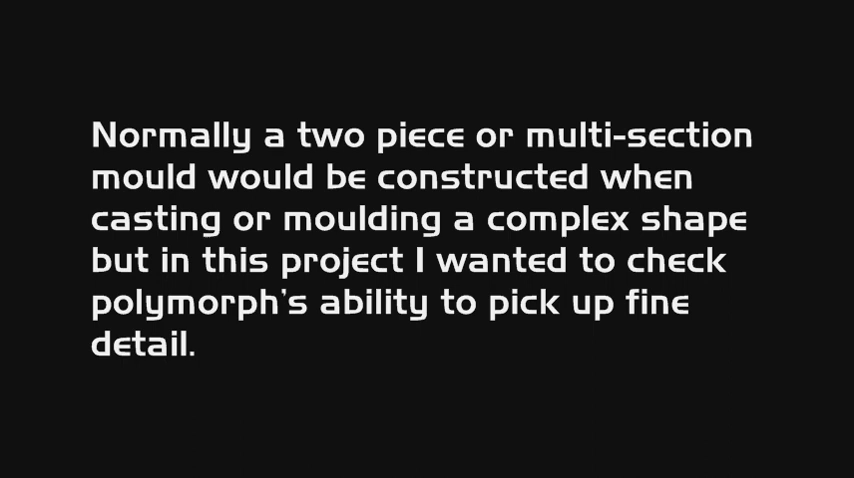 Normally a two piece or multi-section
mould would be constructed when
casting or moulding a complex shape
but in this project I wanted to check
polymorph's ability to pick up fine
detail.